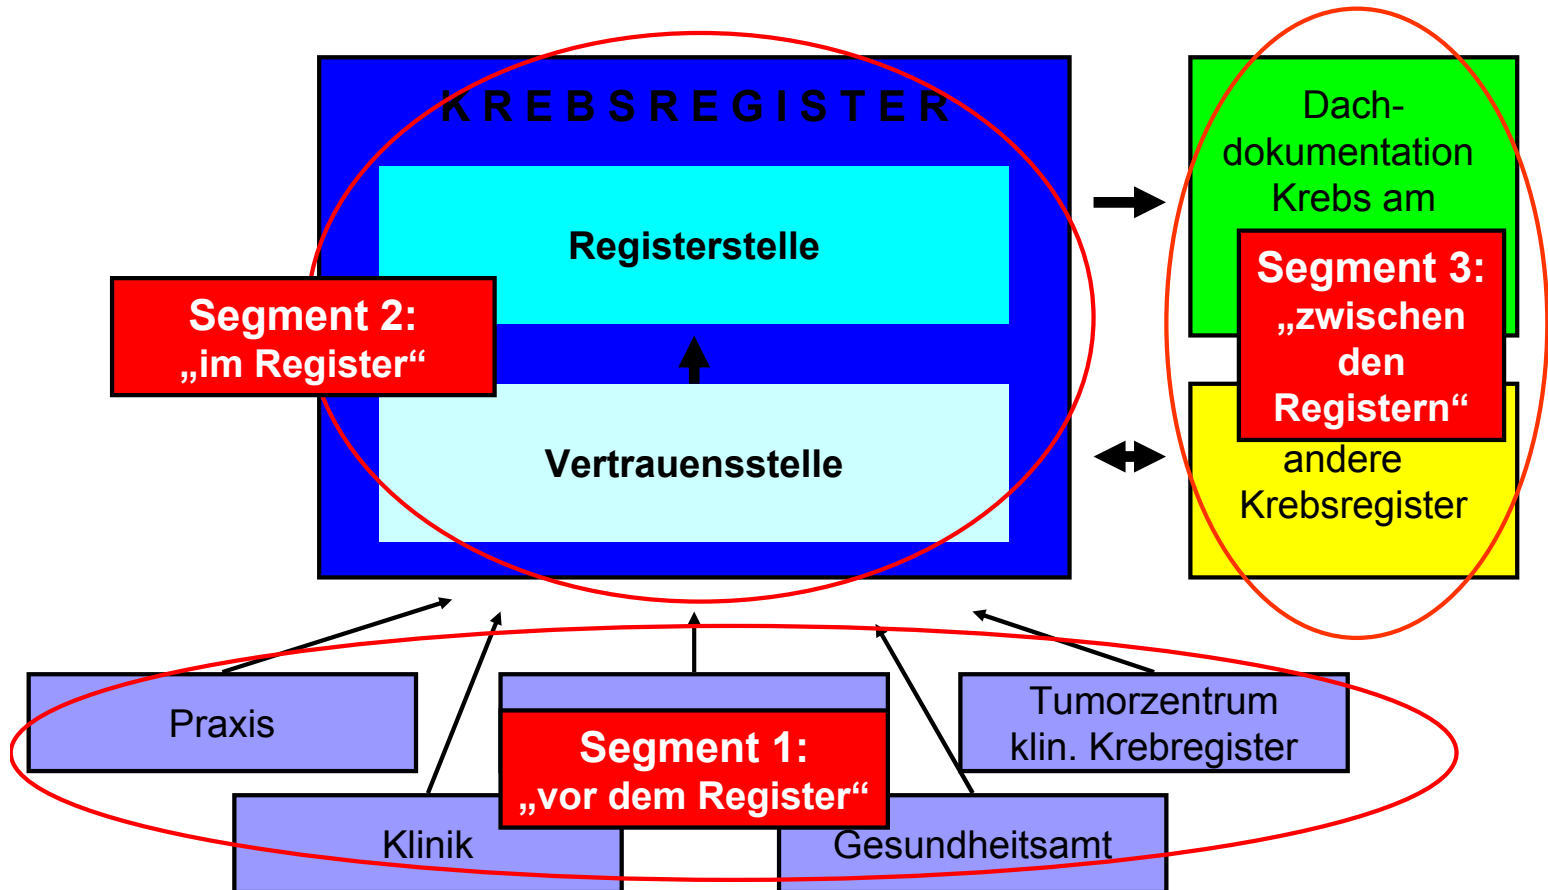 K R E B S R E G I S T E R
Registerstelle
Segment 2:
„im Register“
Vertrauensstelle
Dach-
dokumentation
Krebs am
Segment 3:
„zwischen
den
Registern“
andere
Krebsregister
Praxis
Segment 1:
„vor dem Register“
Tumorzentrum
klin. Krebregister
Klinik
Gesundheitsamt